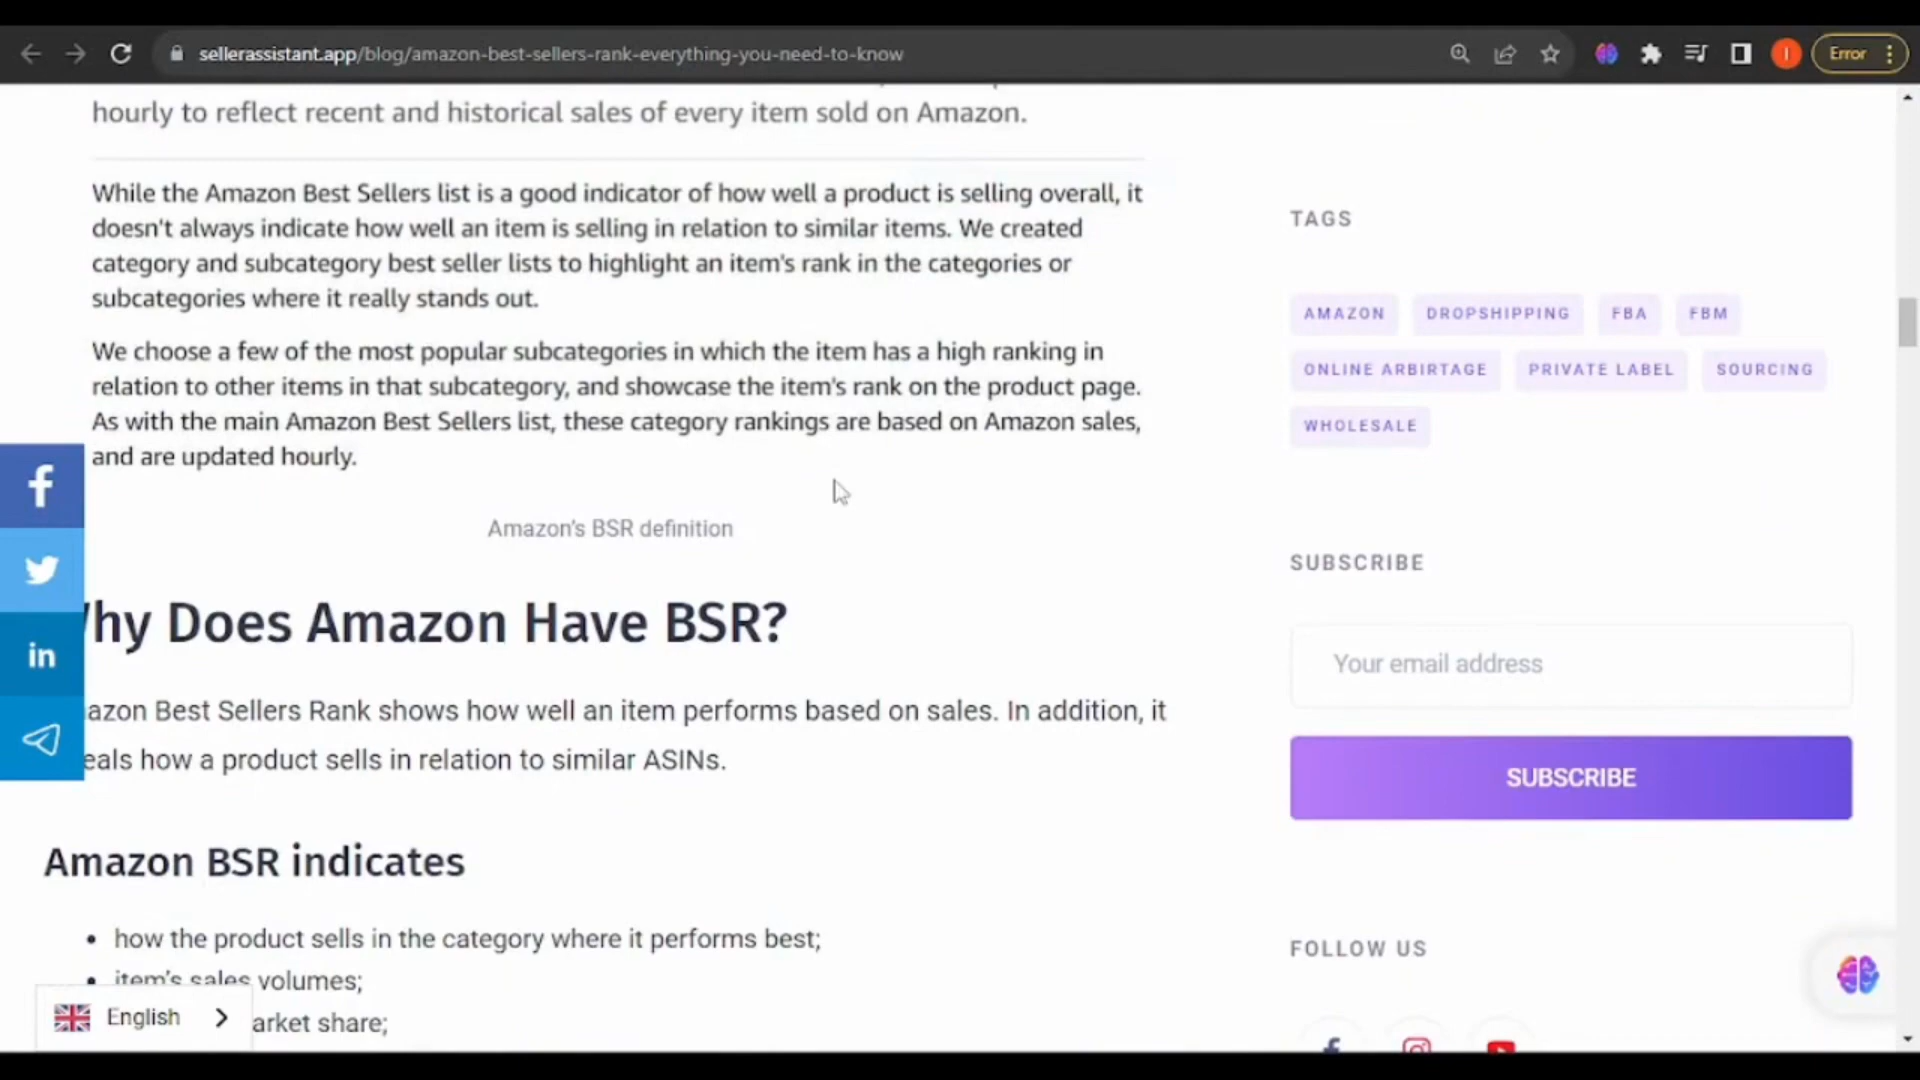 sellerassistant.app/blog/amazon-best-sellers-rank-everything-you-need-to-know
I
Error
hourly to reflect recent and historical sales of every item sold on Amazon.
While the Amazon Best Sellers list is a good indicator of how well a product is selling overall, it
doesn't always indicate how well an item is selling in relation to similar items. We created
category and subcategory best seller lists to highlight an item's rank in the categories or
subcategories where it really stands out.
We choose a few of the most popular subcategories in which the item has a high ranking in
relation to other items in that subcategory, and showcase the item's rank on the product page.
As with the main Amazon Best Sellers list, these category rankings are based on Amazon sales,
and are updated hourly.
Amazon's BSR definition
hy Does Amazon Have BSR?
azon Best Sellers Rank shows how well an item performs based on sales. In addition, it
eals how a product sells in relation to similar ASINs.
Amazon BSR indicates
• how the product sells in the category where it performs best;
• item's sales volumes;
arket share;
f
in
English
TAGS
AMAZON
DROPSHIPPING
FBA
FBM
ONLINE ARBIRTAGE
PRIVATE LABEL
SOURCING
WHOLESALE
SUBSCRIBE
Your email address
SUBSCRIBE
FOLLOW US